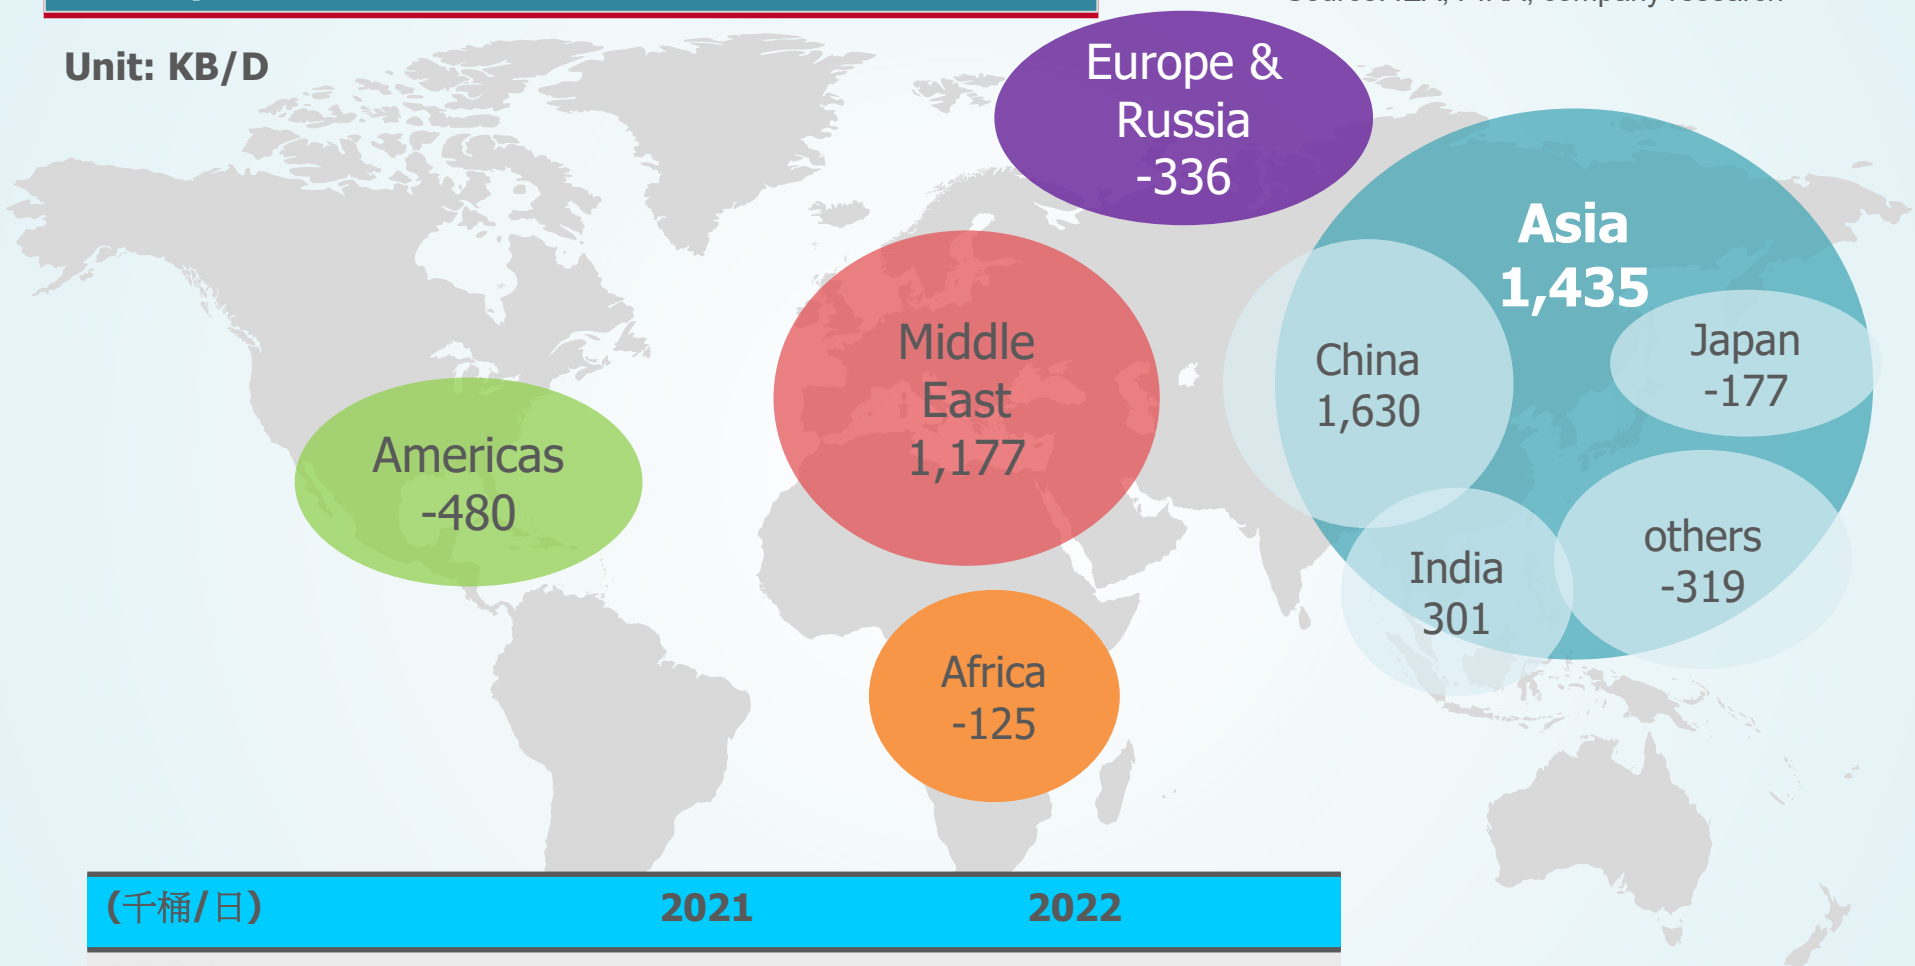 Unit: KB/D
Europe &
Russia
-336
Asia
1,435
Middle
East
1,177
China
1,630
Japan
-177
Americas
-480
others
-319
India
301
Africa
-125
(千桶/日) 2021 2022